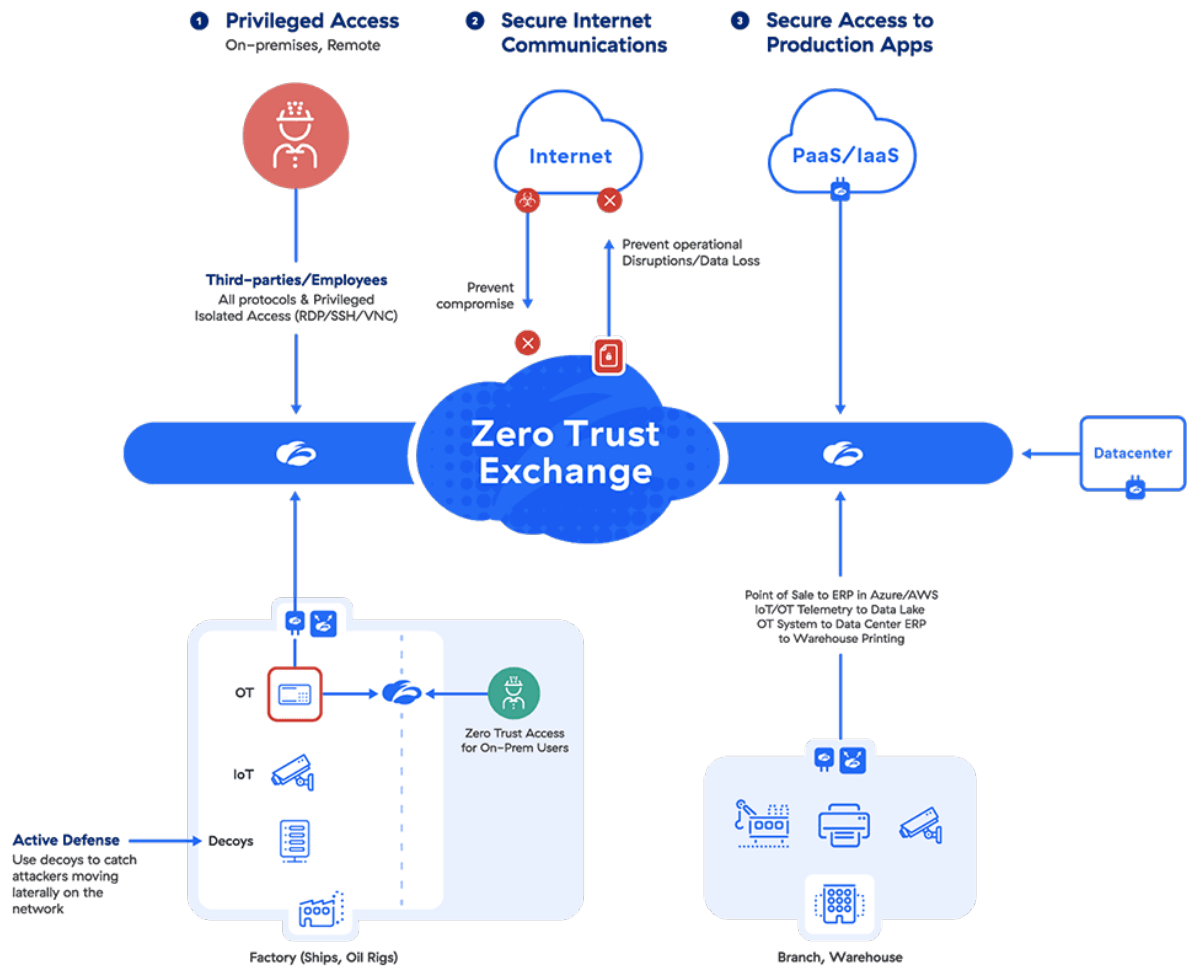 1 Privileged Access
On-premises, Remote
2 Secure Internet
Communications
3 Secure Access to
Production Apps
Internet
PaaS/IaaS
Prevent operational
Disruptions/Data Loss
Third-parties/Employees
All protocols & Privileged
Isolated Access (RDP/SSH/VNC)
Prevent
compromise
Zero Trust
Exchange
Datacenter
Point of Sale to ERP in Azure/AWS
IoT/OT Telemetry to Data Lake
OT System to Data Center ERP
to Warehouse Printing
OT
Zero Trust Access
for On-Prem Users
IoT
Active Defense
Use decoys to catch
attackers moving
laterally on the
network
Decoys
Factory (Ships, Oil Rigs)
Branch, Warehouse